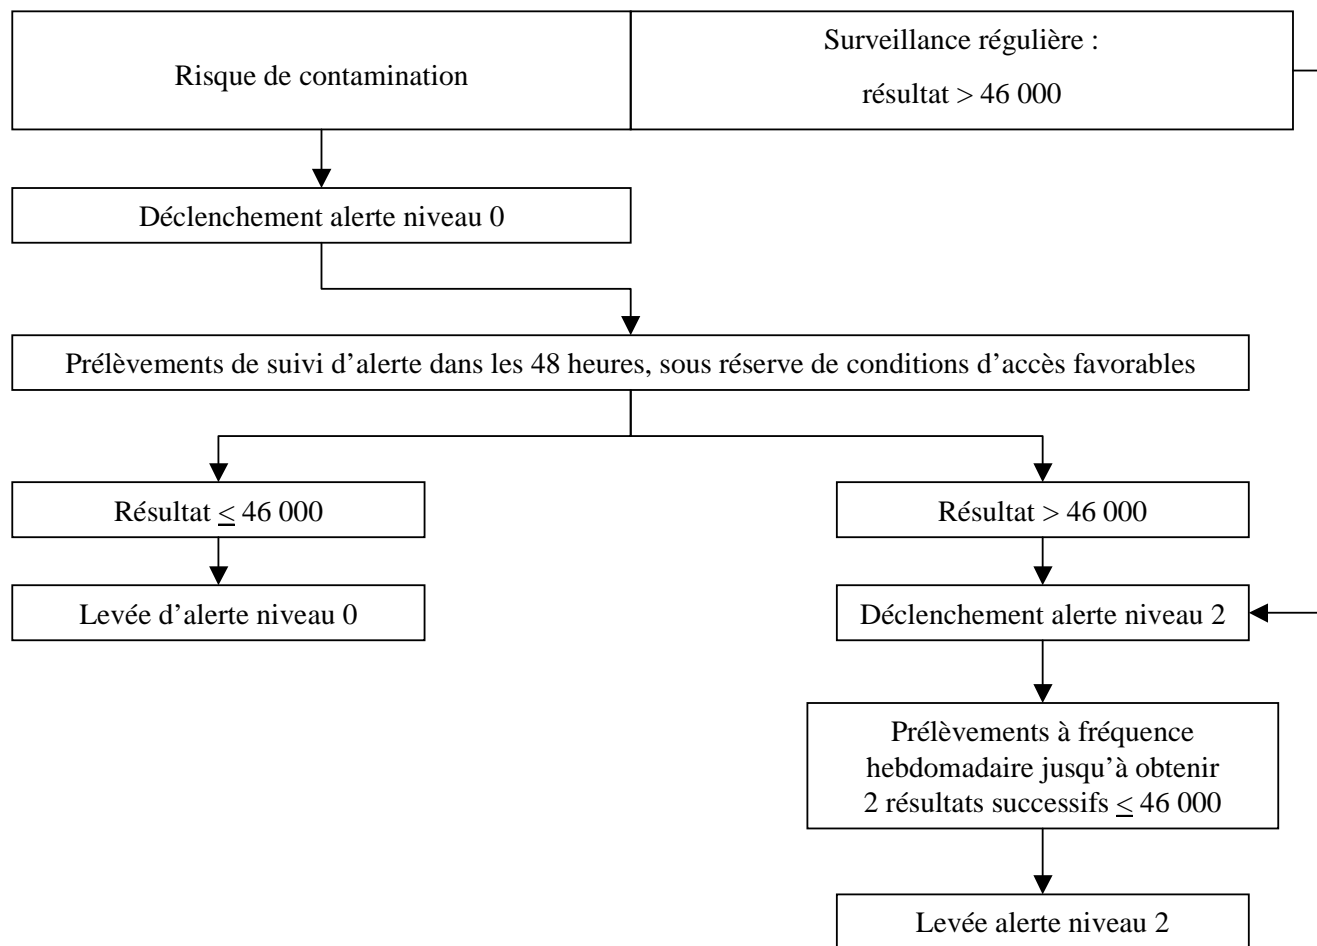 Risque de contamination
Surveillance régulière :
résultat > 46 000
Déclenchement alerte niveau 0
Prélèvements de suivi d’alerte dans les 48 heures, sous réserve de conditions d’accès favorables
Résultat ≤ 46 000
Résultat > 46 000
Levée d’alerte niveau 0
Déclenchement alerte niveau 2
Prélèvements à fréquence
hebdomadaire jusqu’à obtenir
2 résultats successifs ≤ 46 000
Levée alerte niveau 2